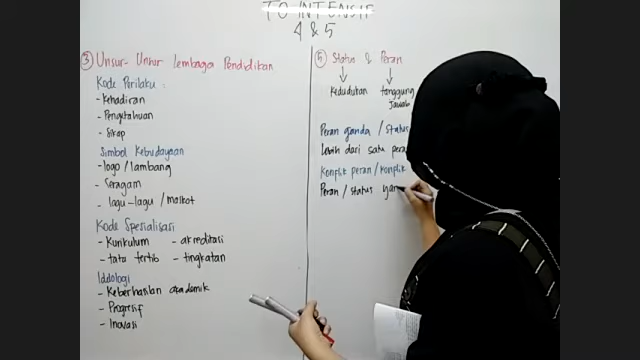 TO INTENSIF
4 & 5
③ Unsur-Unsur Lembaga Pendidikan
Kode Perilaku :
- Kehadiran
- Pengetahuan
- Sikap
Simbol Kebudayaan
- logo / lambang
- Seragam
- lagu-lagu / maskot
Kode Spesialisasi
- Kurikulum - akreditasi
- tata tertib - tingkatan
Ideologi
- Keberhasilan akademik
- Progresif
- Inovasi
⑤ Status & Peran
Kedudukan tanggung
Jawab
Peran ganda / status
Lebih dari satu pera
Konflik peran / konflik
Peran / status yan